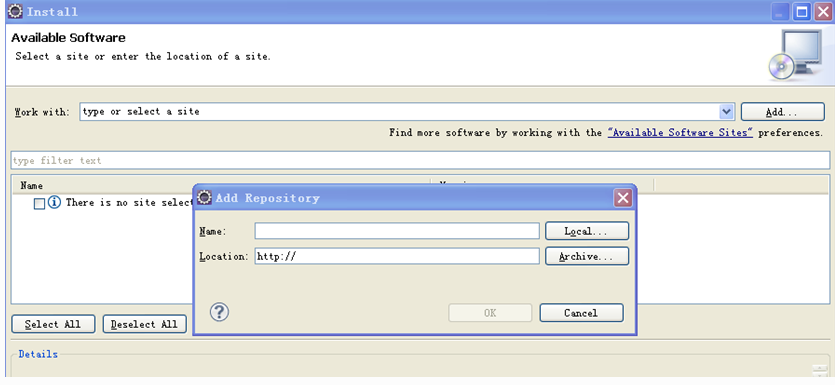 Install
Available Software
Select a site or enter the location of a site.
Work with: type or select a site Add...
Find more software by working with the "Available Software Sites" preferences.
type filter text
Name
There is no site select
Add Repository
Name: Local...
Location: http:// Archive...
OK Cancel
Select All Deselect All
Details